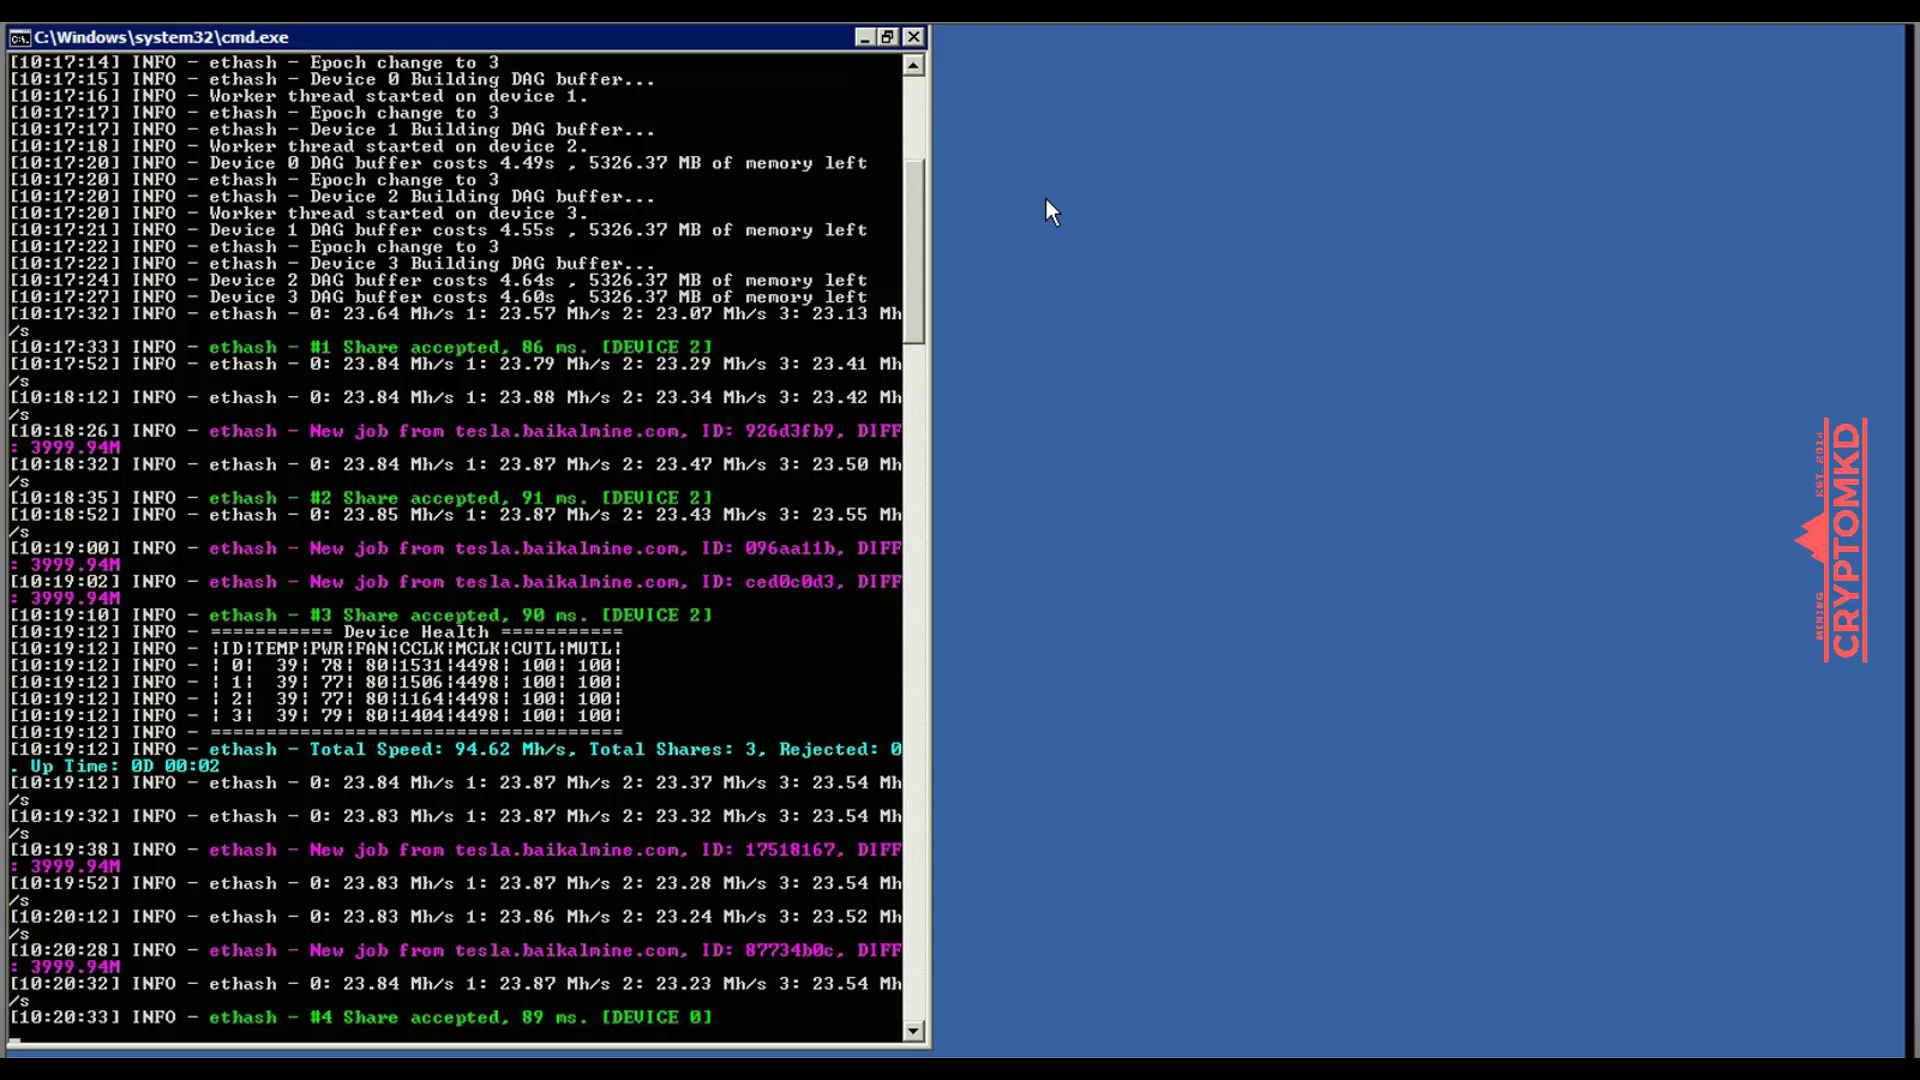 C:\Windows\system32\cmd.exe
[10:17:14] INFO - ethash - Epoch change to 3
[10:17:15] INFO - ethash - Device 0 Building DAG buffer...
[10:17:16] INFO - Worker thread started on device 1.
[10:17:17] INFO - ethash - Epoch change to 3
[10:17:17] INFO - ethash - Device 1 Building DAG buffer...
[10:17:18] INFO - Worker thread started on device 2.
[10:17:20] INFO - Device 0 DAG buffer costs 4.49s , 5326.37 MB of memory left
[10:17:20] INFO - ethash - Epoch change to 3
[10:17:20] INFO - ethash - Device 2 Building DAG buffer...
[10:17:20] INFO - Worker thread started on device 3.
[10:17:21] INFO - Device 1 DAG buffer costs 4.55s , 5326.37 MB of memory left
[10:17:22] INFO - ethash - Epoch change to 3
[10:17:22] INFO - ethash - Device 3 Building DAG buffer...
[10:17:24] INFO - Device 2 DAG buffer costs 4.64s , 5326.37 MB of memory left
[10:17:27] INFO - Device 3 DAG buffer costs 4.60s , 5326.37 MB of memory left
[10:17:32] INFO - ethash - 0: 23.64 Mh/s 1: 23.57 Mh/s 2: 23.07 Mh/s 3: 23.13 Mh
/s
[10:17:33] INFO - ethash - #1 Share accepted, 86 ms. [DEVICE 2]
[10:17:52] INFO - ethash - 0: 23.84 Mh/s 1: 23.79 Mh/s 2: 23.29 Mh/s 3: 23.41 Mh
/s
[10:18:12] INFO - ethash - 0: 23.84 Mh/s 1: 23.88 Mh/s 2: 23.34 Mh/s 3: 23.42 Mh
/s
[10:18:26] INFO - ethash - New job from tesla.baikalmine.com, ID: 926d3fb9, DIFF
: 3999.94M
[10:18:32] INFO - ethash - 0: 23.84 Mh/s 1: 23.87 Mh/s 2: 23.47 Mh/s 3: 23.50 Mh
/s
[10:18:35] INFO - ethash - #2 Share accepted, 91 ms. [DEVICE 2]
[10:18:52] INFO - ethash - 0: 23.85 Mh/s 1: 23.87 Mh/s 2: 23.43 Mh/s 3: 23.55 Mh
/s
[10:19:00] INFO - ethash - New job from tesla.baikalmine.com, ID: 096aa11b, DIFF
: 3999.94M
[10:19:02] INFO - ethash - New job from tesla.baikalmine.com, ID: ced0c0d3, DIFF
: 3999.94M
[10:19:10] INFO - ethash - #3 Share accepted, 90 ms. [DEVICE 2]
[10:19:12] INFO - =========== Device Health ===========
[10:19:12] INFO - |ID|TEMP|PWR|FAN|CCLK|MCLK|CUTL|MUTL|
[10:19:12] INFO - | 0|  39| 78| 80|1531|4498| 100| 100|
[10:19:12] INFO - | 1|  39| 77| 80|1506|4498| 100| 100|
[10:19:12] INFO - | 2|  39| 77| 80|1164|4498| 100| 100|
[10:19:12] INFO - | 3|  39| 79| 80|1404|4498| 100| 100|
[10:19:12] INFO - =====================================
[10:19:12] INFO - ethash - Total Speed: 94.62 Mh/s, Total Shares: 3, Rejected: 0
. Up Time: 0D 00:02
[10:19:12] INFO - ethash - 0: 23.84 Mh/s 1: 23.87 Mh/s 2: 23.37 Mh/s 3: 23.54 Mh
/s
[10:19:32] INFO - ethash - 0: 23.83 Mh/s 1: 23.87 Mh/s 2: 23.32 Mh/s 3: 23.54 Mh
/s
[10:19:38] INFO - ethash - New job from tesla.baikalmine.com, ID: 17518167, DIFF
: 3999.94M
[10:19:52] INFO - ethash - 0: 23.83 Mh/s 1: 23.87 Mh/s 2: 23.28 Mh/s 3: 23.54 Mh
/s
[10:20:12] INFO - ethash - 0: 23.83 Mh/s 1: 23.86 Mh/s 2: 23.24 Mh/s 3: 23.52 Mh
/s
[10:20:28] INFO - ethash - New job from tesla.baikalmine.com, ID: 87734b0c, DIFF
: 3999.94M
[10:20:32] INFO - ethash - 0: 23.84 Mh/s 1: 23.87 Mh/s 2: 23.23 Mh/s 3: 23.54 Mh
/s
[10:20:33] INFO - ethash - #4 Share accepted, 89 ms. [DEVICE 0]
MINING EST. 2014
CRYPTOMKD